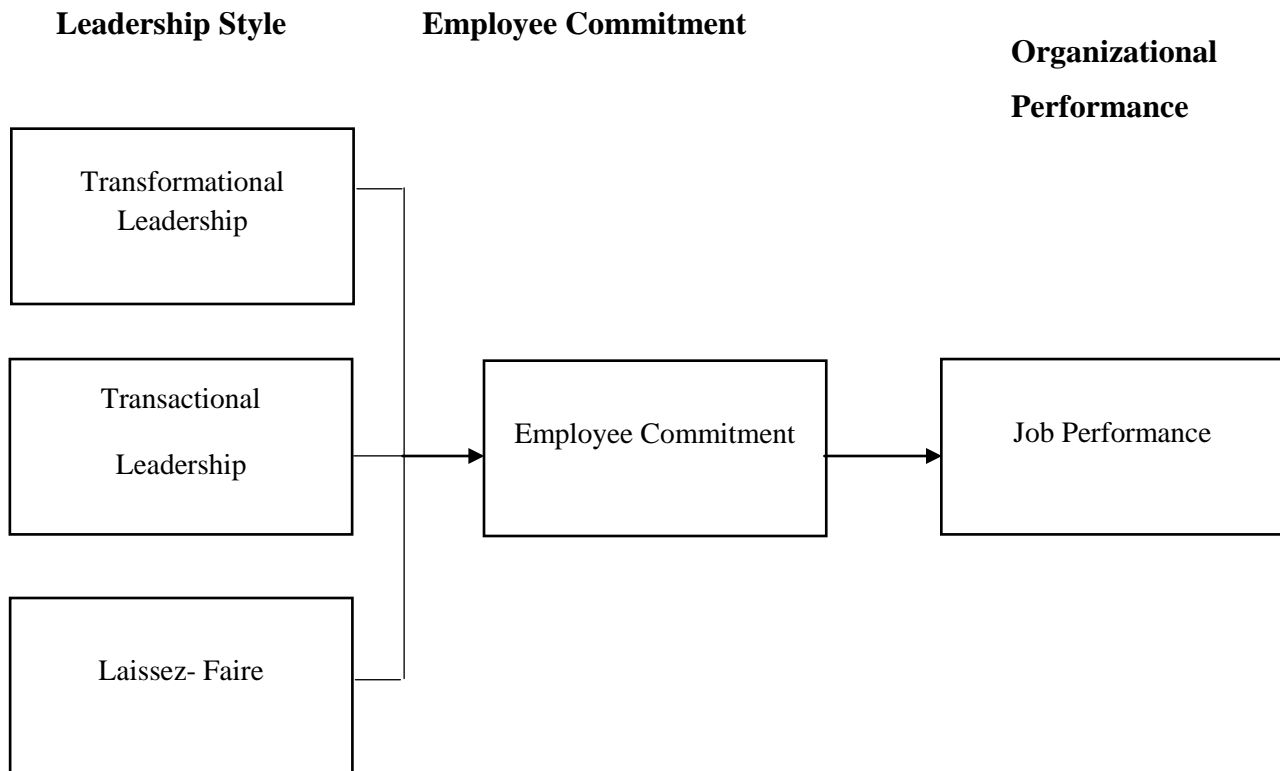 Leadership Style
Employee Commitment
Organizational
Performance
Transformational
Leadership
Transactional
Leadership
Laissez- Faire
Employee Commitment
Job Performance